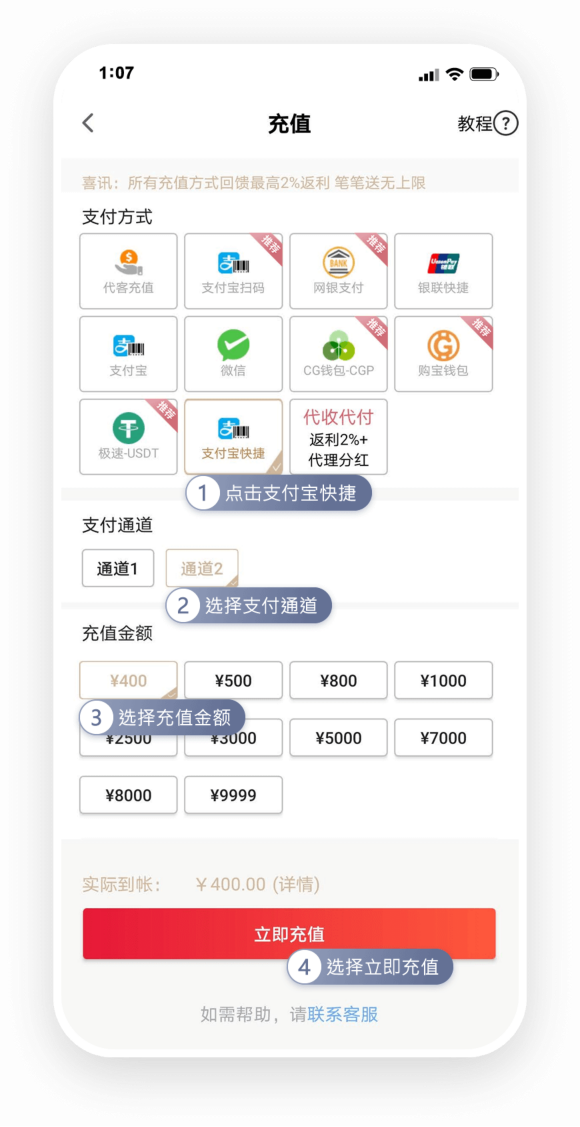 1:07
充值
教程?
喜讯：所有充值方式回馈最高2%返利 笔笔送无上限
支付方式
代客充值
推荐
支付宝扫码
推荐
BANK
网银支付
UnionPay
银联
银联快捷
支付宝
微信
推荐
CG钱包-CGP
推荐
购宝钱包
推荐
极速-USDT
支付宝快捷
代收代付
返利2%+
代理分红
1 点击支付宝快捷
支付通道
通道1
通道2
2 选择支付通道
充值金额
¥400
¥500
¥800
¥1000
3 选择充值金额
¥2500
¥3000
¥5000
¥7000
¥8000
¥9999
实际到帐： ￥400.00 (详情)
立即充值
4 选择立即充值
如需帮助，请联系客服